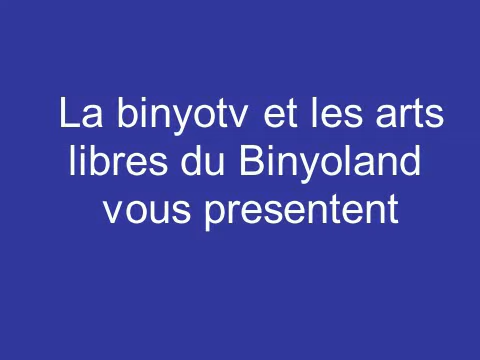 La binyotv et les arts
libres du Binyoland
vous presentent